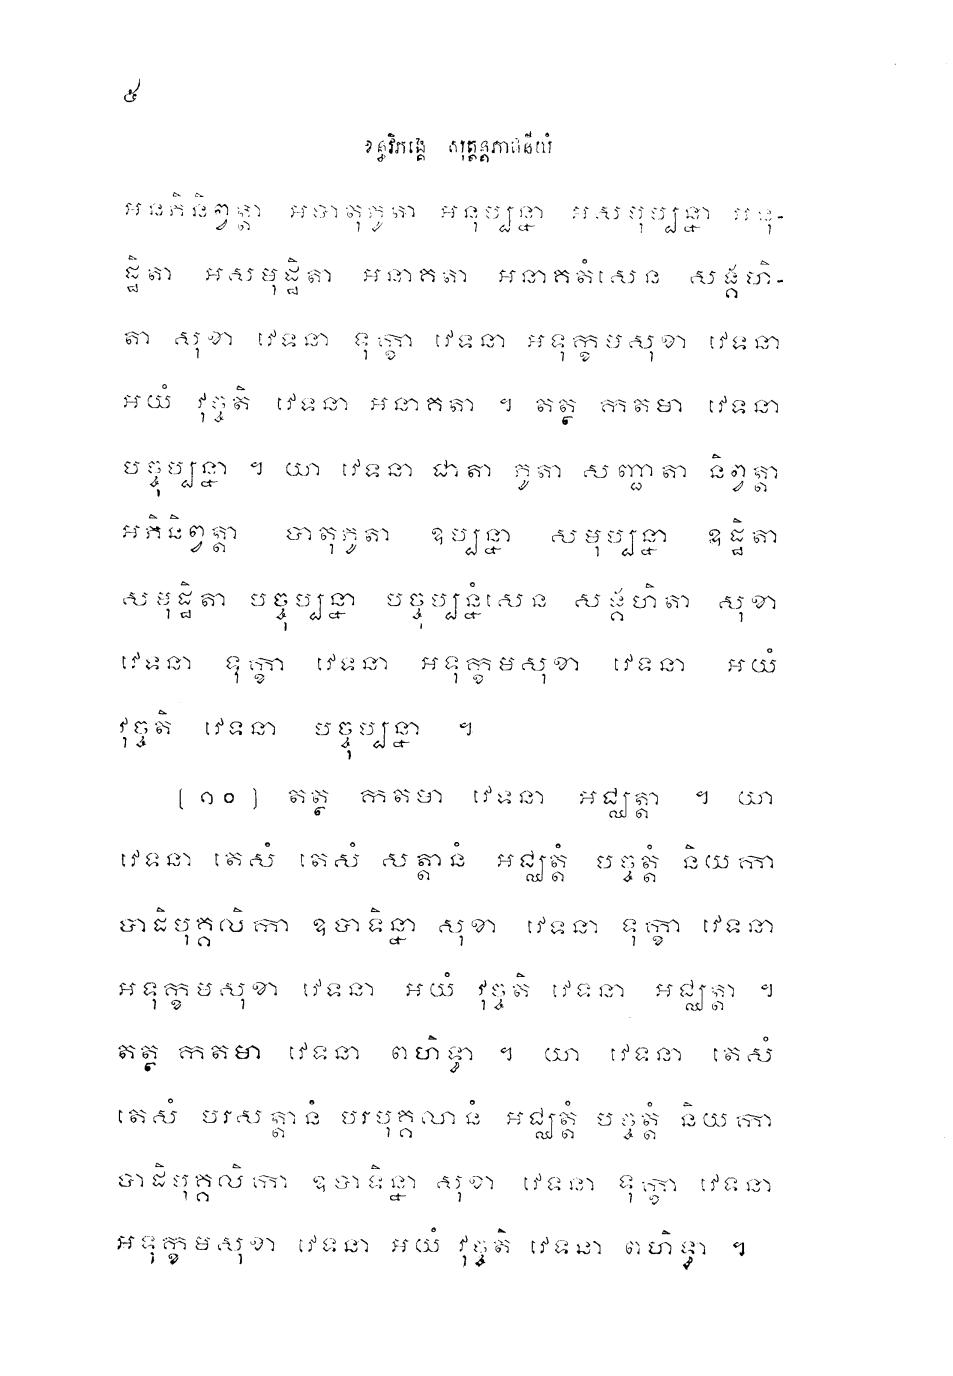 ៥
ខន្ធវិភង្គេ សុត្តន្តភាជនីយំ
អនភិនិព្វត្តា អបាតុភូតា អនុប្បន្នា អសមុប្បន្នា អនុ-
ដ្ឋិតា អសមុដ្ឋិតា អនាគតា អនាគតំសេន សង្គហិ-
តា សុខា វេទនា ទុក្ខា វេទនា អទុក្ខមសុខា វេទនា
អយំ វុច្ចតិ វេទនា អនាគតា ។ តត្ថ កតមា វេទនា
បច្ចុប្បន្នា ។ យា វេទនា ជាតា ភូតា សញ្ជាតា និព្វត្តា
អភិនិព្វត្តា បាតុភូតា ឧប្បន្នា សមុប្បន្នា ឧដ្ឋិតា
សមុដ្ឋិតា បច្ចុប្បន្នា បច្ចុប្បន្នំសេន សង្គហិតា សុខា
វេទនា ទុក្ខា វេទនា អទុក្ខមសុខា វេទនា អយំ
វុច្ចតិ វេទនា បច្ចុប្បន្នា ។
[១០] តត្ថ កតមា វេទនា អជ្ឈត្តា ។ យា
វេទនា តេសំ តេសំ សត្តានំ អជ្ឈត្តំ បច្ចត្តំ និយកា
បាដិបុគ្គលិកា ឧបាទិន្នា សុខា វេទនា ទុក្ខា វេទនា
អទុក្ខមសុខា វេទនា អយំ វុច្ចតិ វេទនា អជ្ឈត្តា ។
តត្ថ កតមា វេទនា ពហិទ្ធា ។ យា វេទនា តេសំ
តេសំ បរសត្តានំ បរបុគ្គលានំ អជ្ឈត្តំ បច្ចត្តំ និយកា
បាដិបុគ្គលិកា ឧបាទិន្នា សុខា វេទនា ទុក្ខា វេទនា
អទុក្ខមសុខា វេទនា អយំ វុច្ចតិ វេទនា ពហិទ្ធា ។